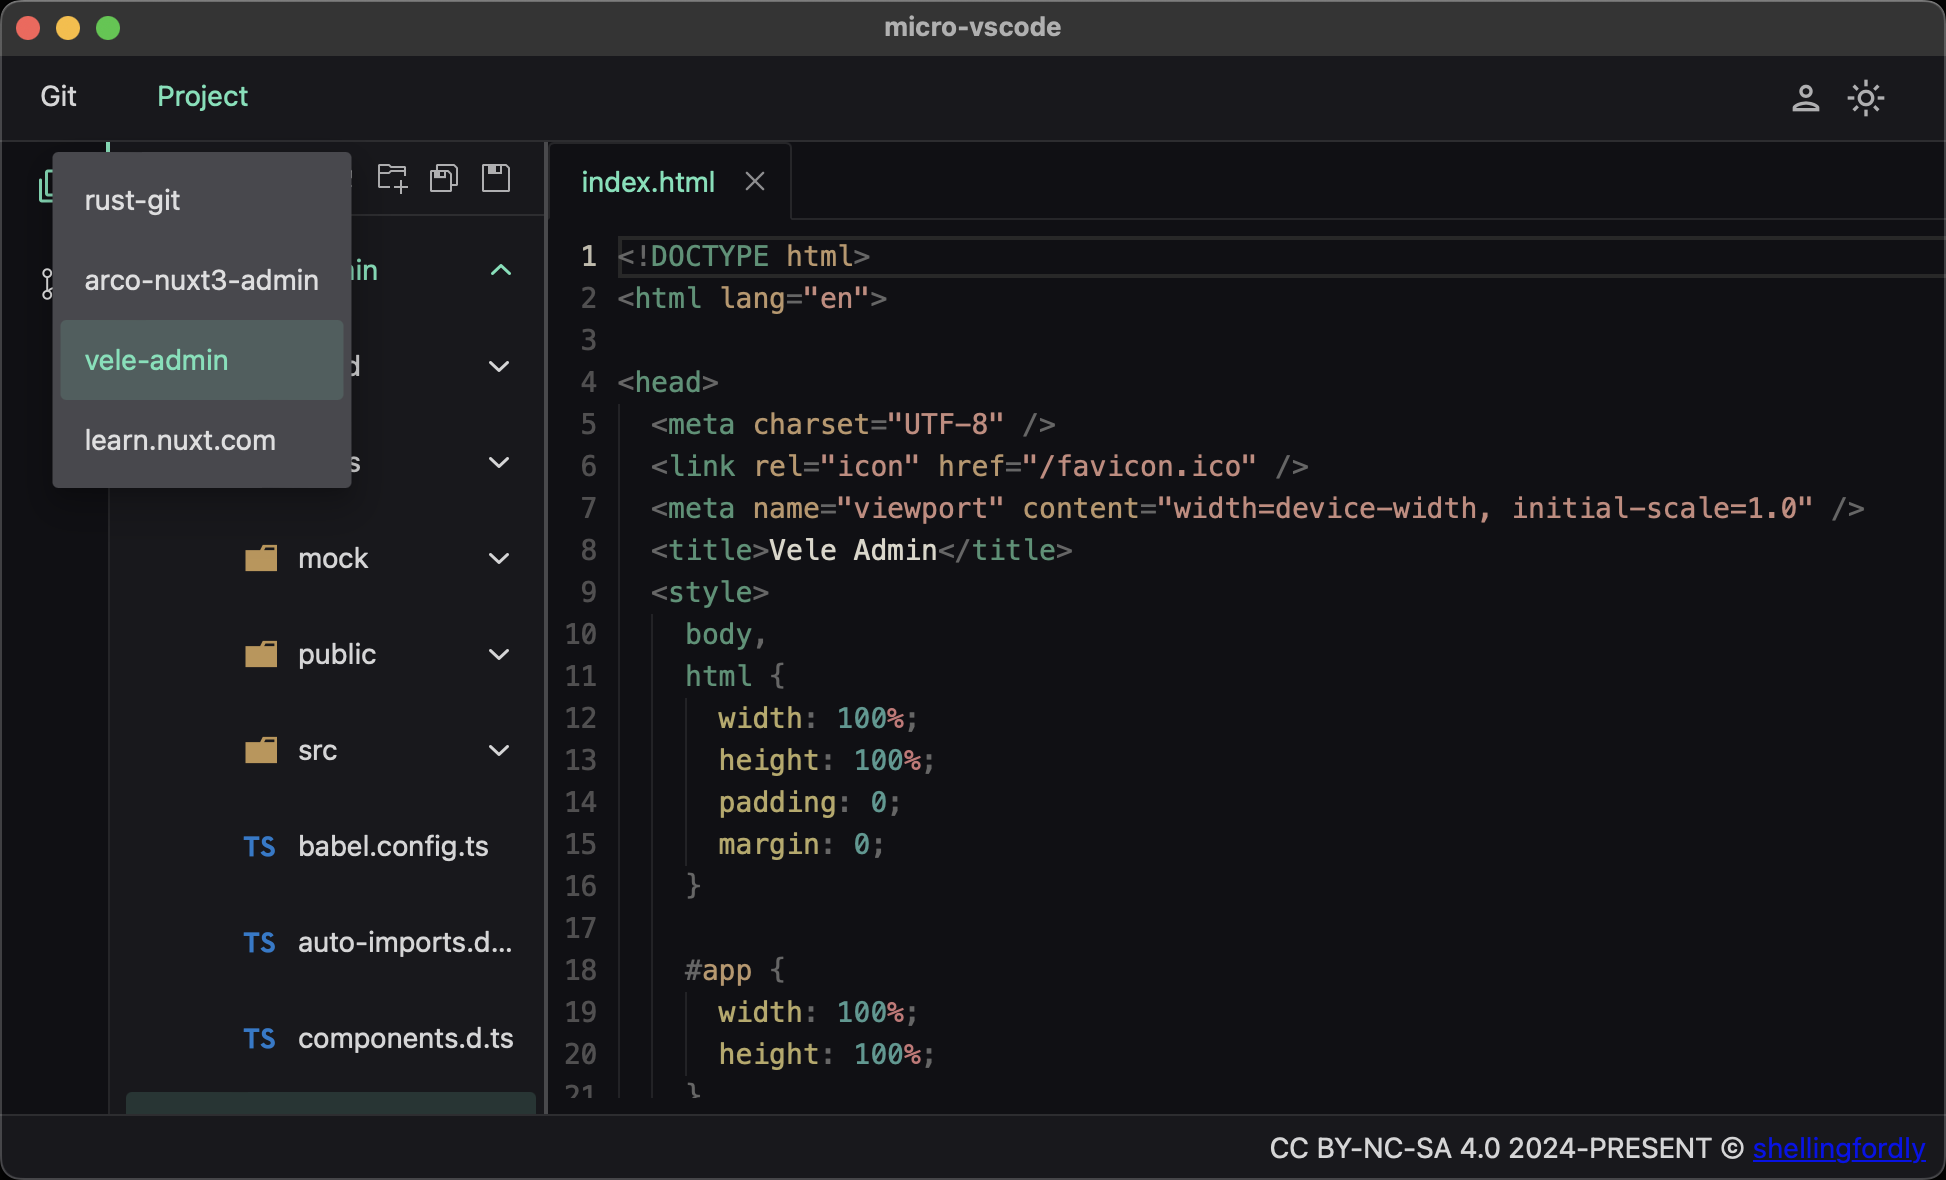 micro-vscode
Git
Project
rust-git
arco-nuxt3-admin
vele-admin
learn.nuxt.com
mock
public
src
TS babel.config.ts
TS auto-imports.d...
TS components.d.ts
index.html
1 <!DOCTYPE html>
2 <html lang="en">
3
4 <head>
5 <meta charset="UTF-8" />
6 <link rel="icon" href="/favicon.ico" />
7 <meta name="viewport" content="width=device-width, initial-scale=1.0" />
8 <title>Vele Admin</title>
9 <style>
10 body,
11 html {
12 width: 100%;
13 height: 100%;
14 padding: 0;
15 margin: 0;
16 }
17
18 #app {
19 width: 100%;
20 height: 100%;
21 }
CC BY-NC-SA 4.0 2024-PRESENT © shellingfordly